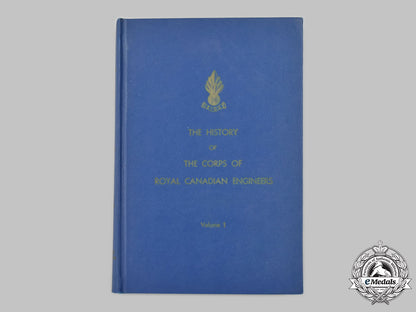 THE HISTORY
OF
THE CORPS OF
ROYAL CANADIAN ENGINEERS
Volume 1
eMedals